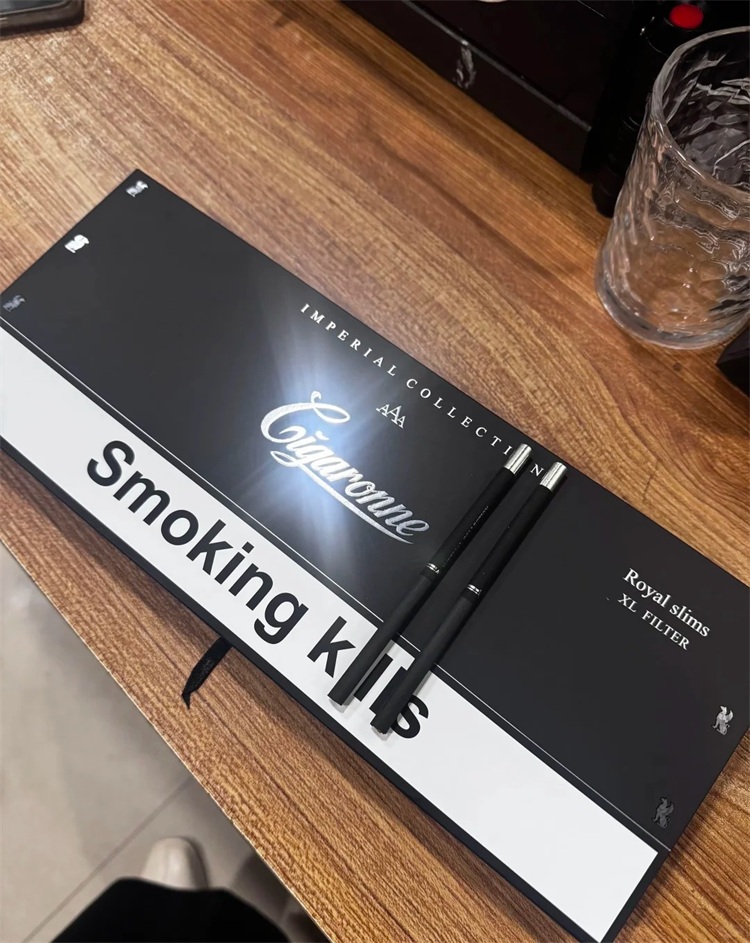 IMPERIAL COLLECTION
AAA
Cigaronne
Smoking kills
Royal slims
XL FILTER